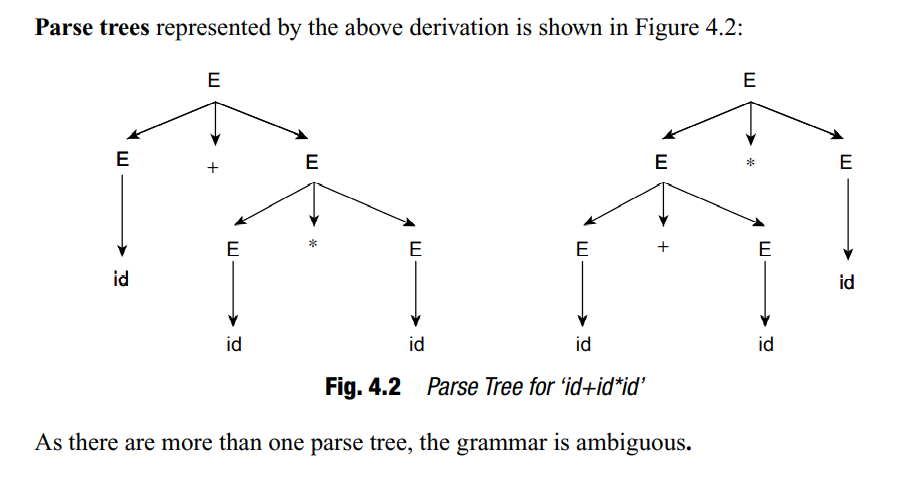 Parse trees represented by the above derivation is shown in Figure 4.2:
E E
E + E E * E
E * E E + E
id id
id id id id
Fig. 4.2 Parse Tree for ‘id+id*id’
As there are more than one parse tree, the grammar is ambiguous.